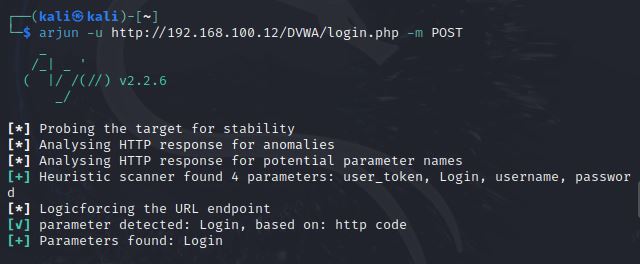 ┌──(kali㉿kali)-[~]
└─$ arjun -u http://192.168.100.12/DVWA/login.php -m POST
    _
   /_| _ '
  (  |/ /(//) v2.2.6
      _/
[*] Probing the target for stability
[*] Analysing HTTP response for anomalies
[*] Analysing HTTP response for potential parameter names
[+] Heuristic scanner found 4 parameters: user_token, Login, username, passwor
d
[*] Logicforcing the URL endpoint
[✓] parameter detected: Login, based on: http code
[+] Parameters found: Login